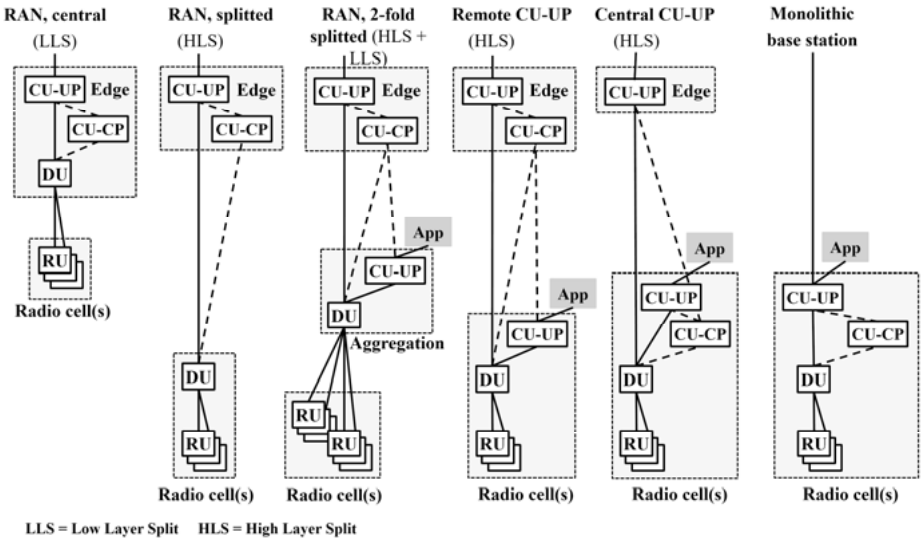 RAN, central
(LLS)
CU-UP
Edge
CU-CP
DU
RU
Radio cell(s)
RAN, splitted
(HLS)
CU-UP
Edge
CU-CP
DU
RU
Radio cell(s)
RAN, 2-fold
splitted (HLS +
LLS)
CU-UP
Edge
CU-CP
App
CU-UP
DU
Aggregation
RU
RU
Radio cell(s)
Remote CU-UP
(HLS)
CU-UP
Edge
CU-CP
App
CU-UP
DU
RU
Radio cell(s)
Central CU-UP
(HLS)
CU-UP
Edge
App
CU-UP
CU-CP
DU
RU
Radio cell(s)
Monolithic
base station
App
CU-UP
CU-CP
DU
RU
Radio cell(s)
LLS = Low Layer Split HLS = High Layer Split